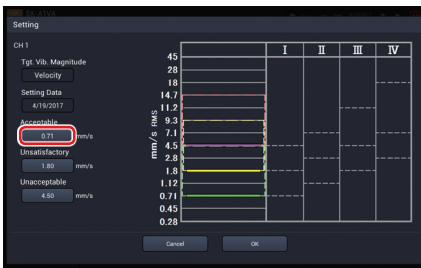 SK-A1VA
Setting
CH 1
Tgt. Vib. Magnitude
Velocity
Setting Data
4/19/2017
Acceptable
0.71 mm/s
Unsatisfactory
1.80 mm/s
Unacceptable
4.50 mm/s
mm/s RMS
45
28
18
14.7
11.2
9.3
7.1
4.5
2.8
1.8
1.12
0.71
0.45
0.28
I II III IV
Cancel OK